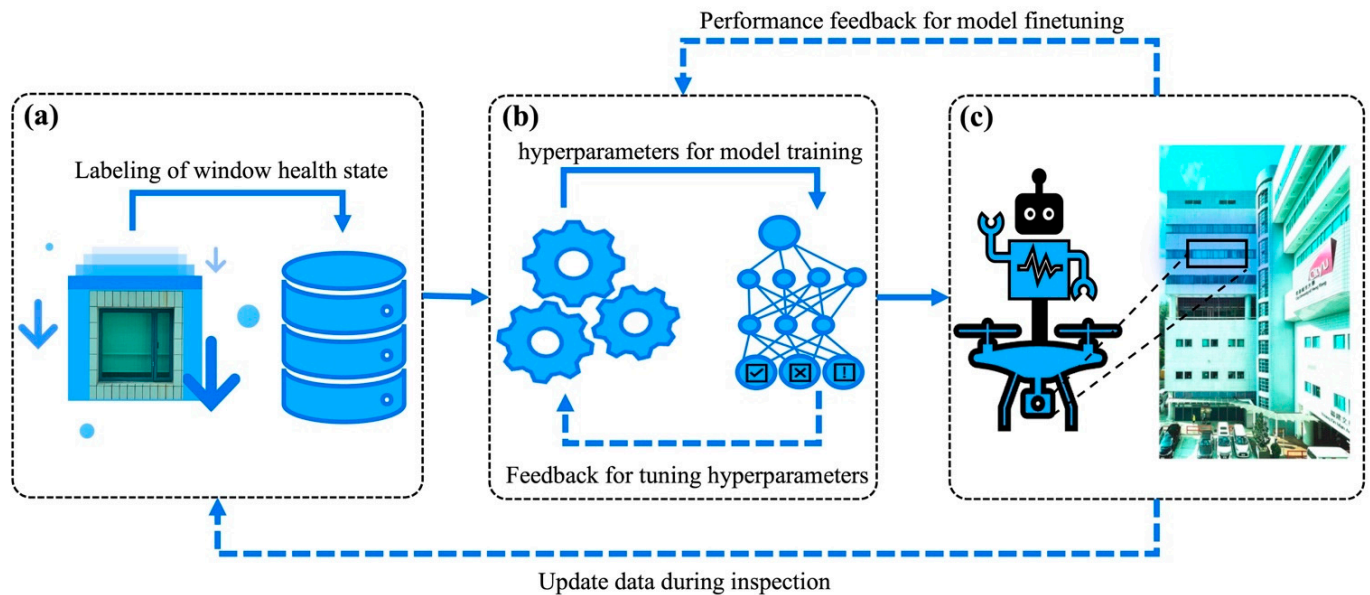 Performance feedback for model finetuning
(a)
(b)
(c)
Labeling of window health state
hyperparameters for model training
Feedback for tuning hyperparameters
Update data during inspection